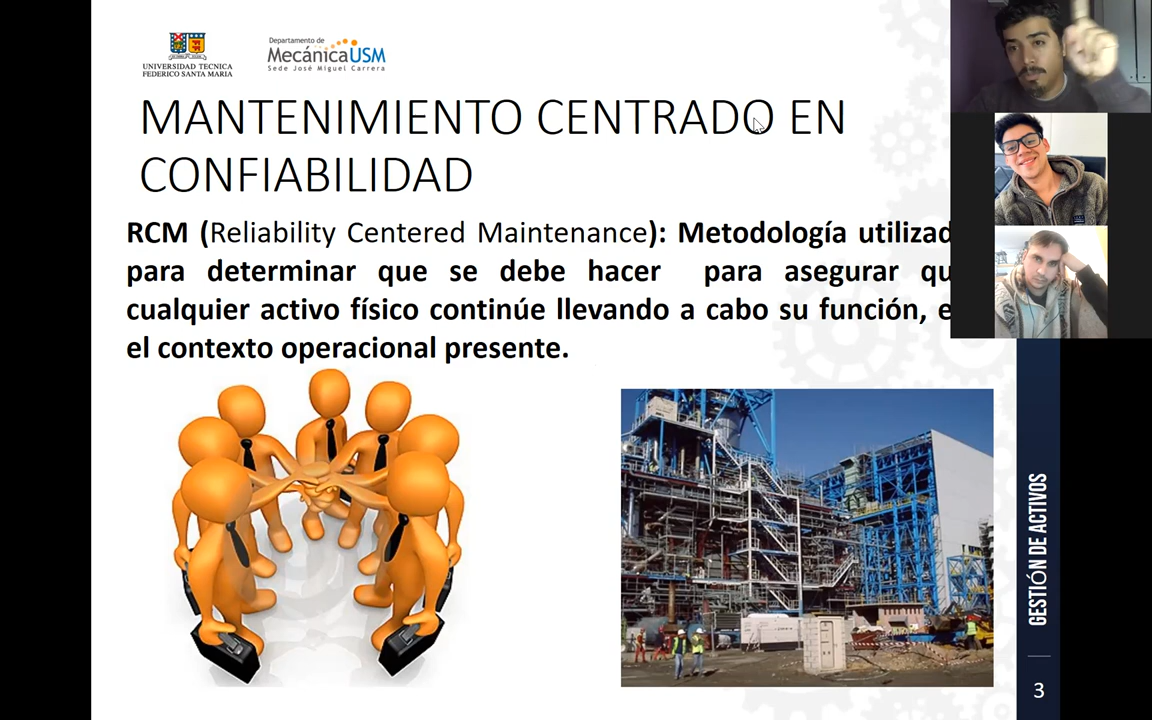 UNIVERSIDAD TECNICA
FEDERICO SANTA MARIA
Departamento de
MecánicaUSM
Sede José Miguel Carrera
MANTENIMIENTO CENTRADO EN
CONFIABILIDAD
RCM (Reliability Centered Maintenance): Metodología utilizad
para determinar que se debe hacer para asegurar qu
cualquier activo físico continúe llevando a cabo su función, e
el contexto operacional presente.
GESTIÓN DE ACTIVOS
3